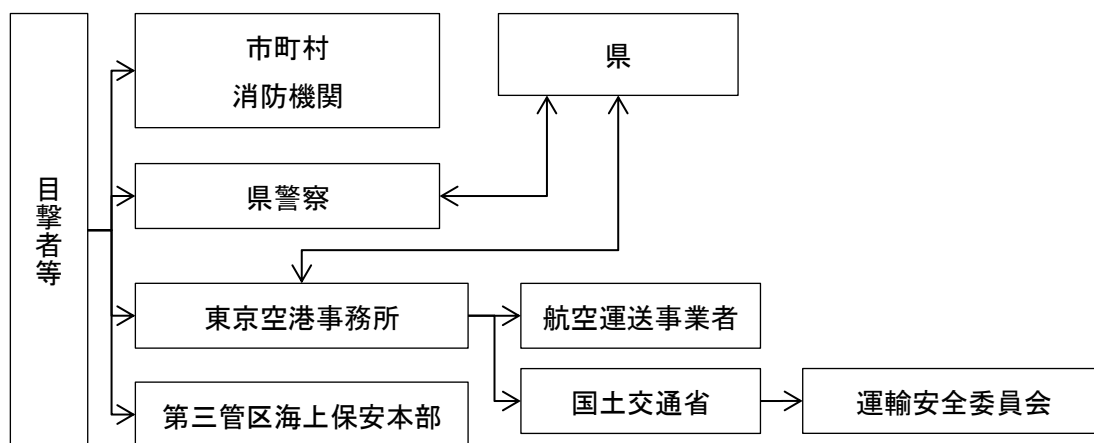 目撃者等
市町村
消防機関
県
県警察
東京空港事務所
航空運送事業者
国土交通省
運輸安全委員会
第三管区海上保安本部